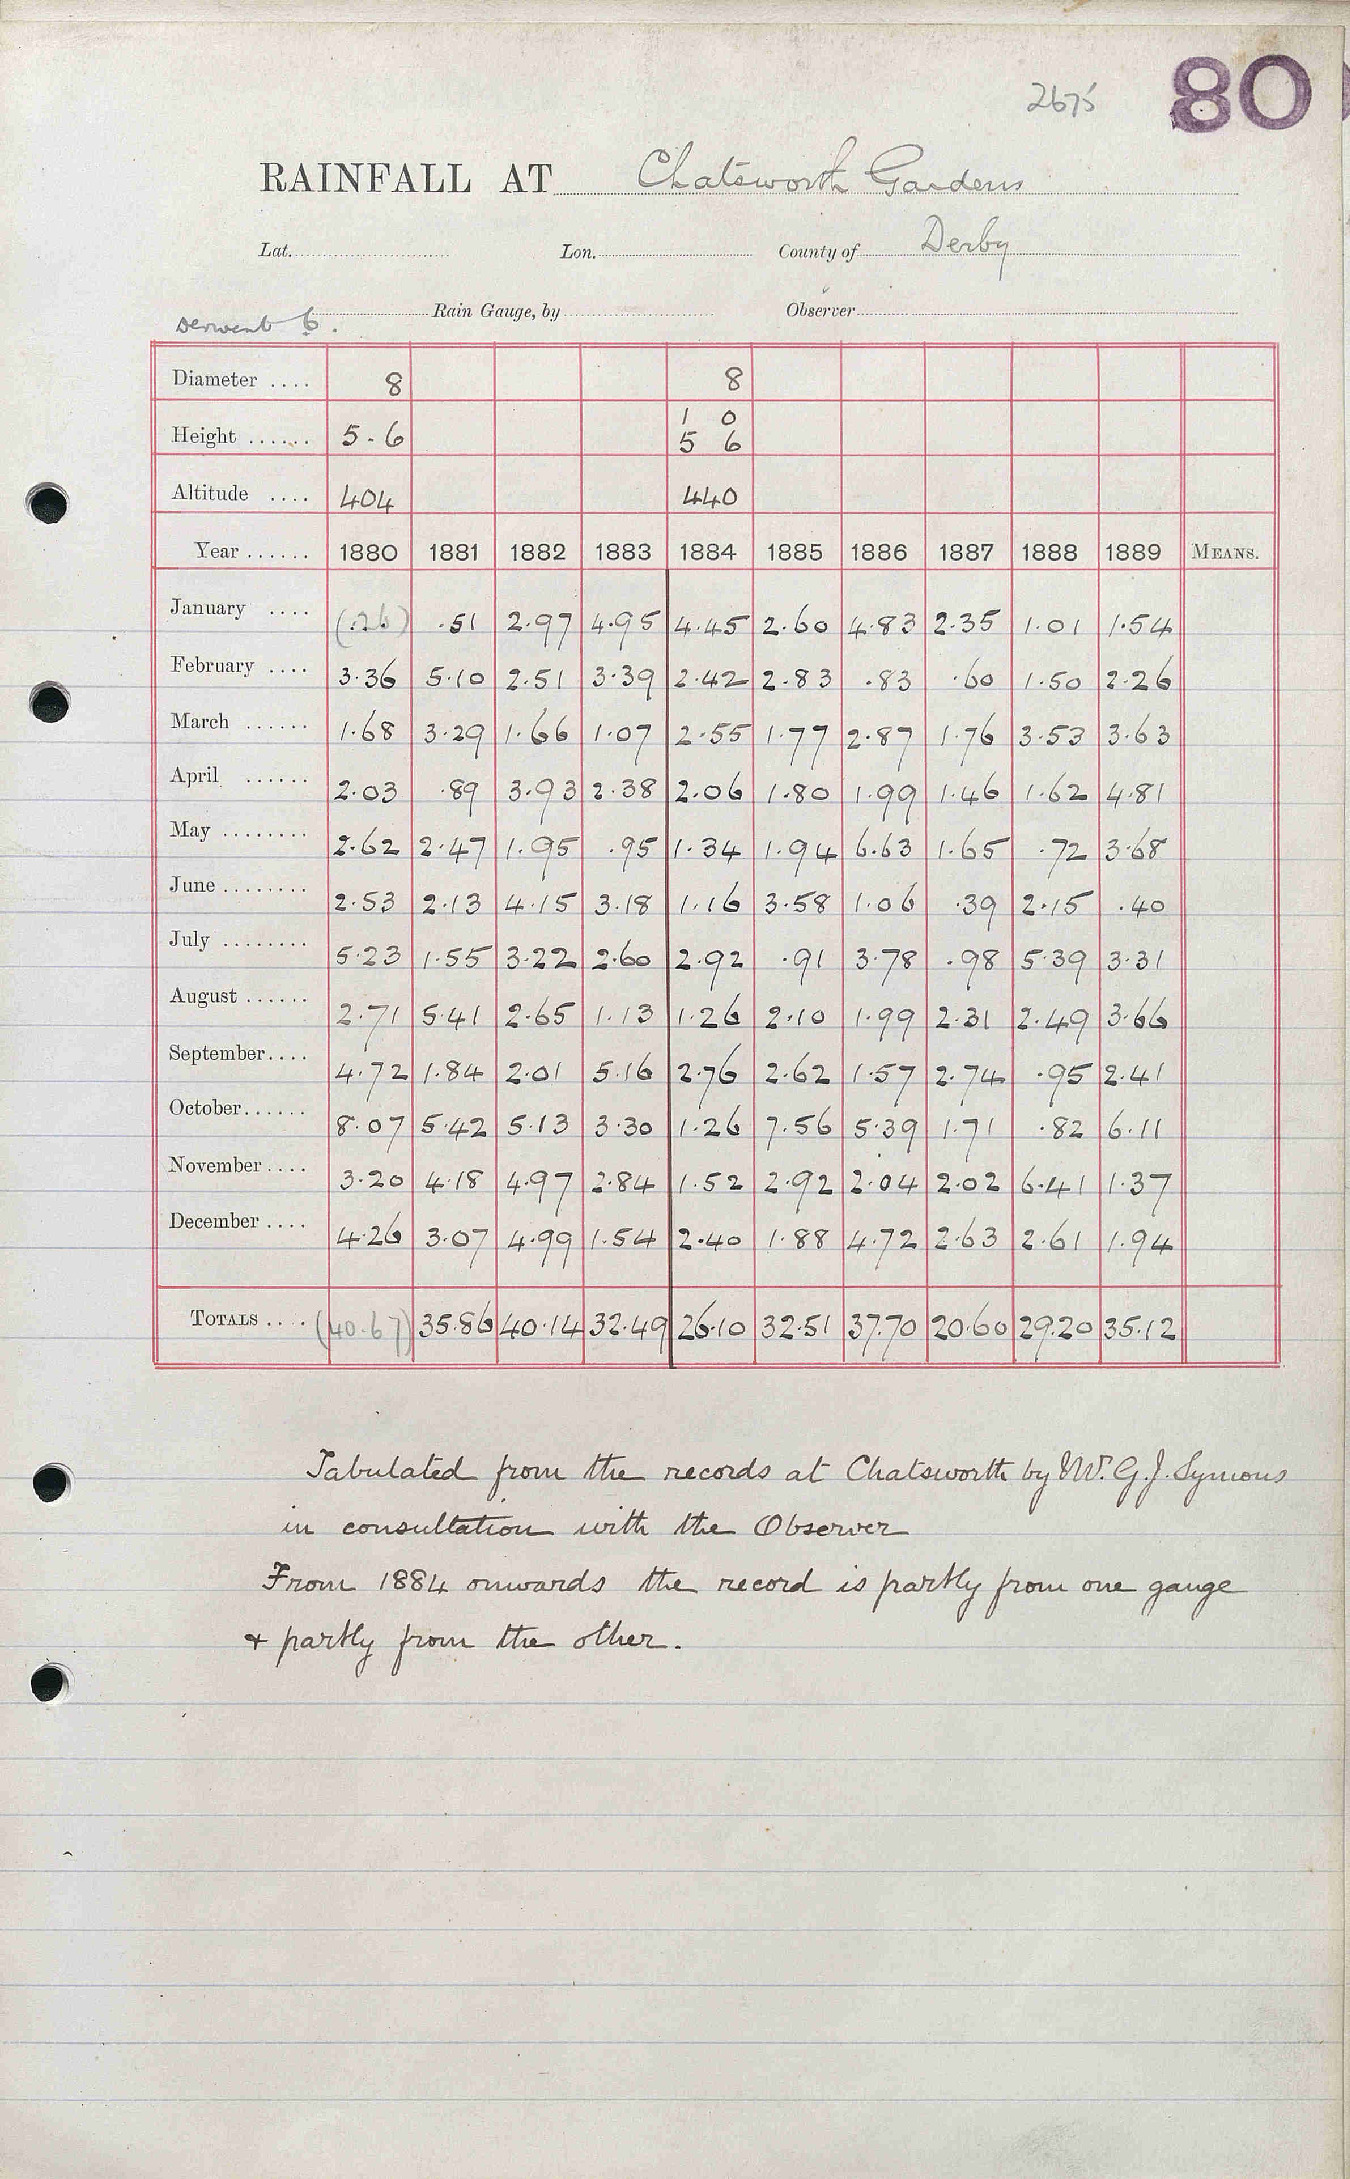 2675 80
RAINFALL AT Chatsworth Gardens
Lat. Lon. County of Derby
Derwent 6. Rain Gauge, by Observer
Diameter .... 8 8
Height ...... 5.6 1 0
5 6
Altitude .... 404 440
Year ...... 1880 1881 1882 1883 1884 1885 1886 1887 1888 1889 MEANS.
January .... (.26) .51 2.97 4.95 4.45 2.60 4.83 2.35 1.01 1.54
February .... 3.36 5.10 2.51 3.39 2.42 2.83 .83 .60 1.50 2.26
March ...... 1.68 3.29 1.66 1.07 2.55 1.77 2.87 1.76 3.53 3.63
April ...... 2.03 .89 3.93 2.38 2.06 1.80 1.99 1.46 1.62 4.81
May ........ 2.62 2.47 1.95 .95 1.34 1.94 6.63 1.65 .72 3.68
June ........ 2.53 2.13 4.15 3.18 1.16 3.58 1.06 .39 2.15 .40
July ........ 5.23 1.55 3.22 2.60 2.92 .91 3.78 .98 5.39 3.31
August ...... 2.71 5.41 2.65 1.13 1.26 2.10 1.99 2.31 2.49 3.66
September.... 4.72 1.84 2.01 5.16 2.76 2.62 1.57 2.74 .95 2.41
October...... 8.07 5.42 5.13 3.30 1.26 7.56 5.39 1.71 .82 6.11
November .... 3.20 4.18 4.97 2.84 1.52 2.92 2.04 2.02 6.41 1.37
December .... 4.26 3.07 4.99 1.54 2.40 1.88 4.72 2.63 2.61 1.94
TOTALS .... (40.67) 35.86 40.14 32.49 26.10 32.51 37.70 20.60 29.20 35.12
Tabulated from the records at Chatsworth by Mr. G.J. Symons
in consultation with the Observer
From 1884 onwards the record is partly from one gauge
+ partly from the other.